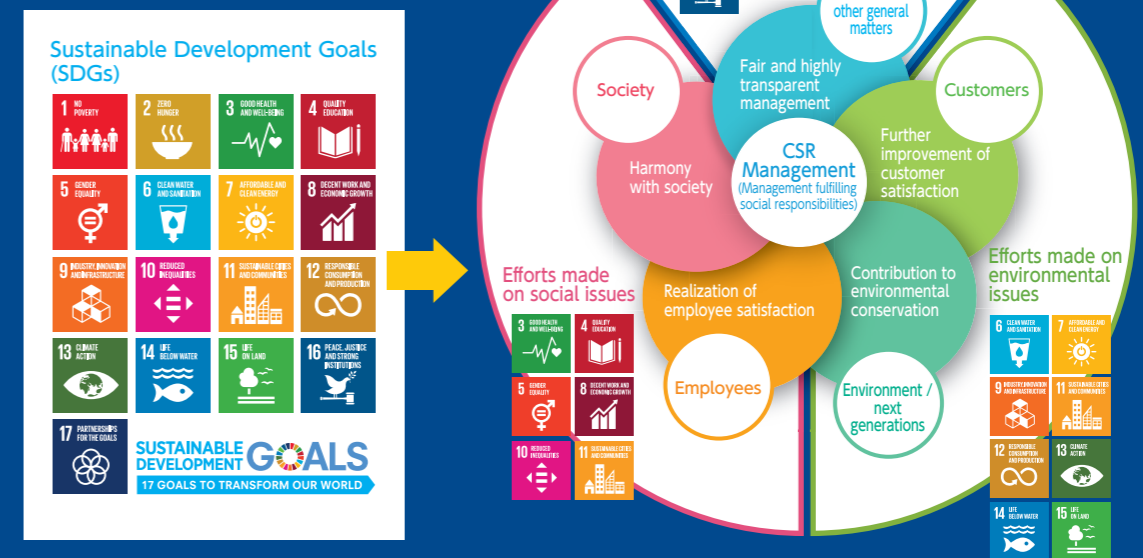 Sustainable Development Goals
(SDGs)
1 NO
POVERTY
2 ZERO
HUNGER
3 GOOD HEALTH
AND WELL-BEING
4 QUALITY
EDUCATION
5 GENDER
EQUALITY
6 CLEAN WATER
AND SANITATION
7 AFFORDABLE AND
CLEAN ENERGY
8 DECENT WORK AND
ECONOMIC GROWTH
9 INDUSTRY, INNOVATION
AND INFRASTRUCTURE
10 REDUCED
INEQUALITIES
11 SUSTAINABLE CITIES
AND COMMUNITIES
12 RESPONSIBLE
CONSUMPTION
AND PRODUCTION
13 CLIMATE
ACTION
14 LIFE
BELOW WATER
15 LIFE
ON LAND
16 PEACE, JUSTICE
AND STRONG
INSTITUTIONS
17 PARTNERSHIPS
FOR THE GOALS
SUSTAINABLE
DEVELOPMENT GOALS
17 GOALS TO TRANSFORM OUR WORLD
other general
matters
Fair and highly
transparent
management
Society
Customers
Harmony
with society
CSR
Management
(Management fulfilling
social responsibilities)
Further
improvement of
customer
satisfaction
Efforts made
on social issues
Realization of
employee satisfaction
Contribution to
environmental
conservation
Efforts made on
environmental
issues
Employees
Environment /
next
generations
3 GOOD HEALTH
AND WELL-BEING
4 QUALITY
EDUCATION
5 GENDER
EQUALITY
8 DECENT WORK AND
ECONOMIC GROWTH
10 REDUCED
INEQUALITIES
11 SUSTAINABLE CITIES
AND COMMUNITIES
6 CLEAN WATER
AND SANITATION
7 AFFORDABLE AND
CLEAN ENERGY
9 INDUSTRY, INNOVATION
AND INFRASTRUCTURE
11 SUSTAINABLE CITIES
AND COMMUNITIES
12 RESPONSIBLE
CONSUMPTION
AND PRODUCTION
13 CLIMATE
ACTION
14 LIFE
BELOW WATER
15 LIFE
ON LAND